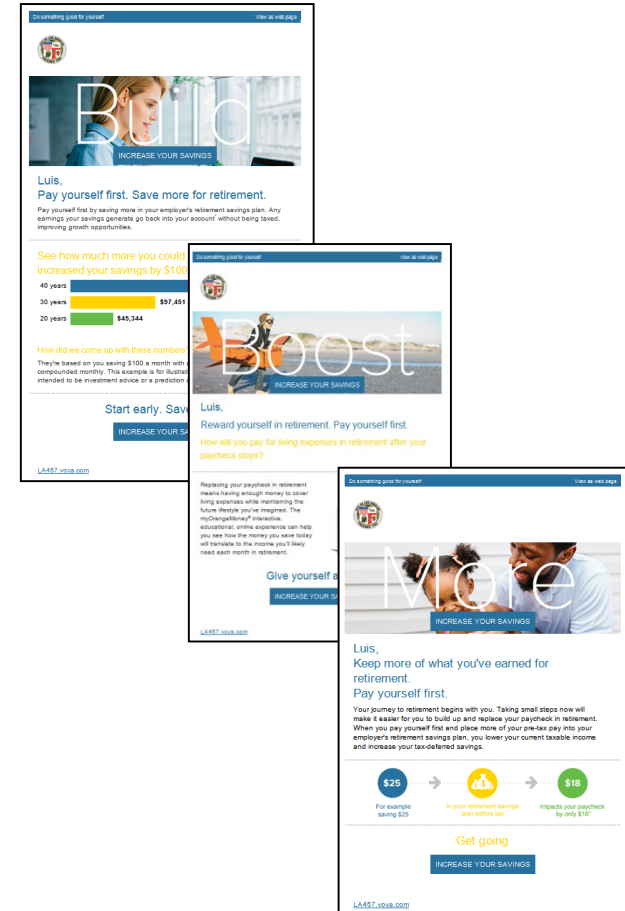 Do something good for yourself View as web page
Build
INCREASE YOUR SAVINGS
Luis,
Pay yourself first. Save more for retirement.
Pay yourself first by saving more in your employer's retirement savings plan. Any
earnings your savings generate go back into your account without being taxed,
improving growth opportunities.
See how much more you could
increased your savings by $100
40 years
30 years $97,451
20 years $45,344
How did we come up with these numbers
They're based on you saving $100 a month with
compounded monthly. This example is for
intended to be investment advice or a prediction
Start early. Sav
INCREASE YOUR SA
LA457.voya.com
Do something good for yourself View as web page
Boost
INCREASE YOUR SAVINGS
Luis,
Reward yourself in retirement. Pay yourself first.
How will you pay for living expenses in retirement after your
paycheck stops?
Replacing your paycheck in retirement
means having enough money to cover
living expenses while maintaining the
future lifestyle you've imagined. The
myOrangeMoney® interactive,
educational, online experience can help
you see how the money you save today
will translate to the income you'll likely
need each month in retirement.
Give yourself a
INCREASE YOUR SA
LA457.voya.com
Do something good for yourself View as web page
More
INCREASE YOUR SAVINGS
Luis,
Keep more of what you've earned for
retirement.
Pay yourself first.
Your journey to retirement begins with you. Taking small steps now will
make it easier for you to build up and replace your paycheck in retirement.
When you pay yourself first and place more of your pre-tax pay into your
employer's retirement savings plan, you lower your current taxable income
and increase your tax-deferred savings.
$25 $18
For example In your retirement savings Impacts your paycheck
saving $25 plan before tax by only $18*
Get going
INCREASE YOUR SAVINGS
LA457.voya.com